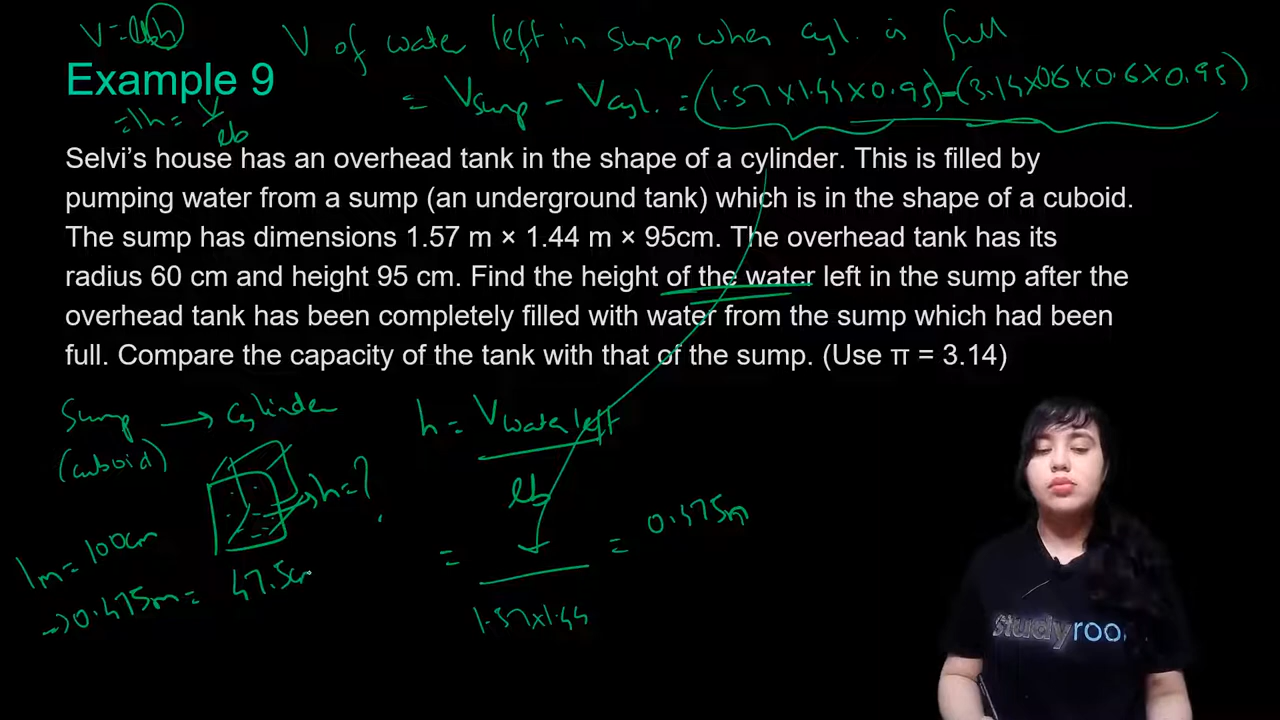 V = lbh
V of water left in sump when cyl. is full
Example 9
= V sump - V cyl. = (1.57×1.44×0.95)-(3.14×0.6×0.6×0.95)
=) h = V
lb
Selvi's house has an overhead tank in the shape of a cylinder. This is filled by
pumping water from a sump (an underground tank) which is in the shape of a cuboid.
The sump has dimensions 1.57 m × 1.44 m × 95cm. The overhead tank has its
radius 60 cm and height 95 cm. Find the height of the water left in the sump after the
overhead tank has been completely filled with water from the sump which had been
full. Compare the capacity of the tank with that of the sump. (Use π = 3.14)
Sump → cylinder
(cuboid)
h=?
1m = 100cm
=) 0.475m = 47.5cm
h = V water left
lb
= = 0.475m
1.57×1.44
studyroo